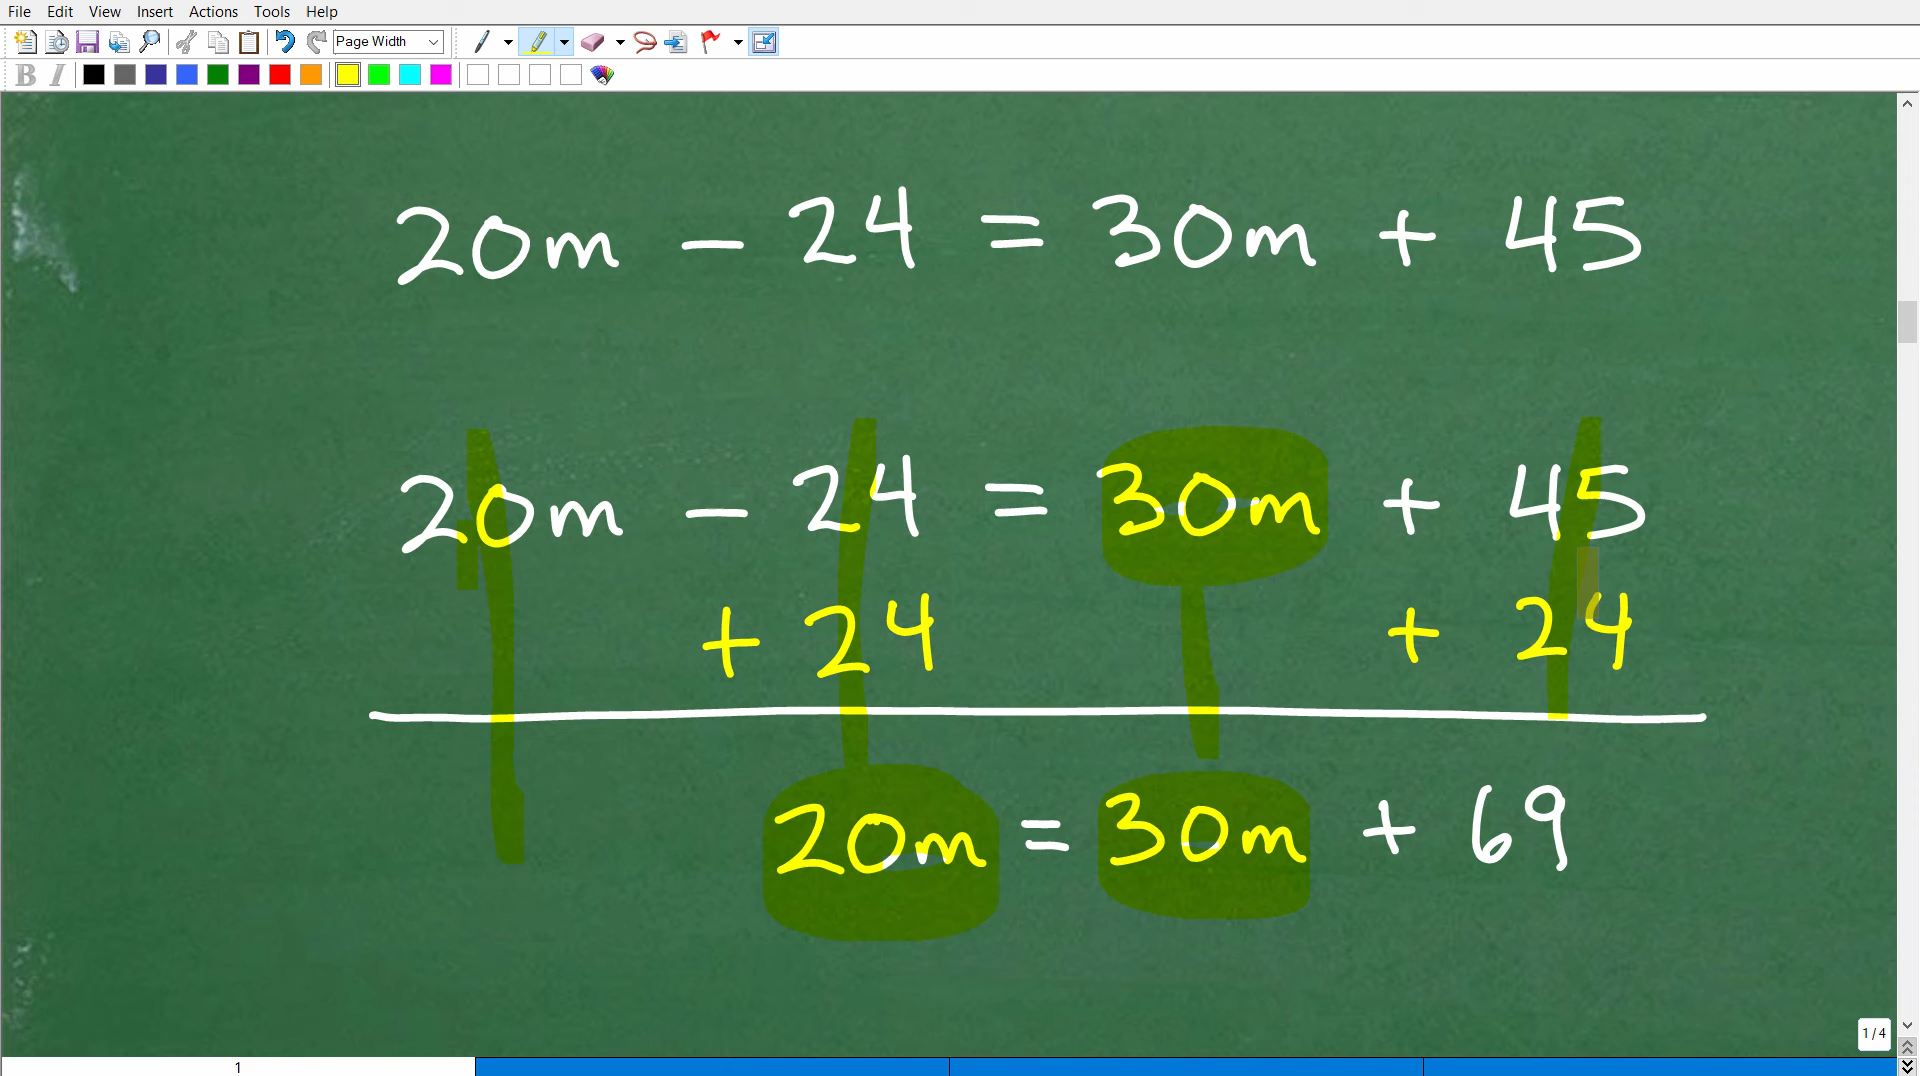 File Edit View Insert Actions Tools Help
Page Width
B I
20m - 24 = 30m + 45
20m - 24 = 30m + 45
+ 24 + 24
20m = 30m + 69
1 / 4
1